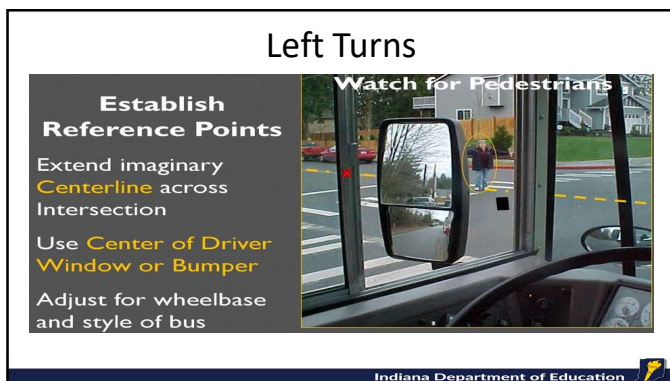 Left Turns
Watch for Pedestrians
Establish
Reference Points
Extend imaginary
Centerline across
Intersection
Use Center of Driver
Window or Bumper
Adjust for wheelbase
and style of bus
Indiana Department of Education